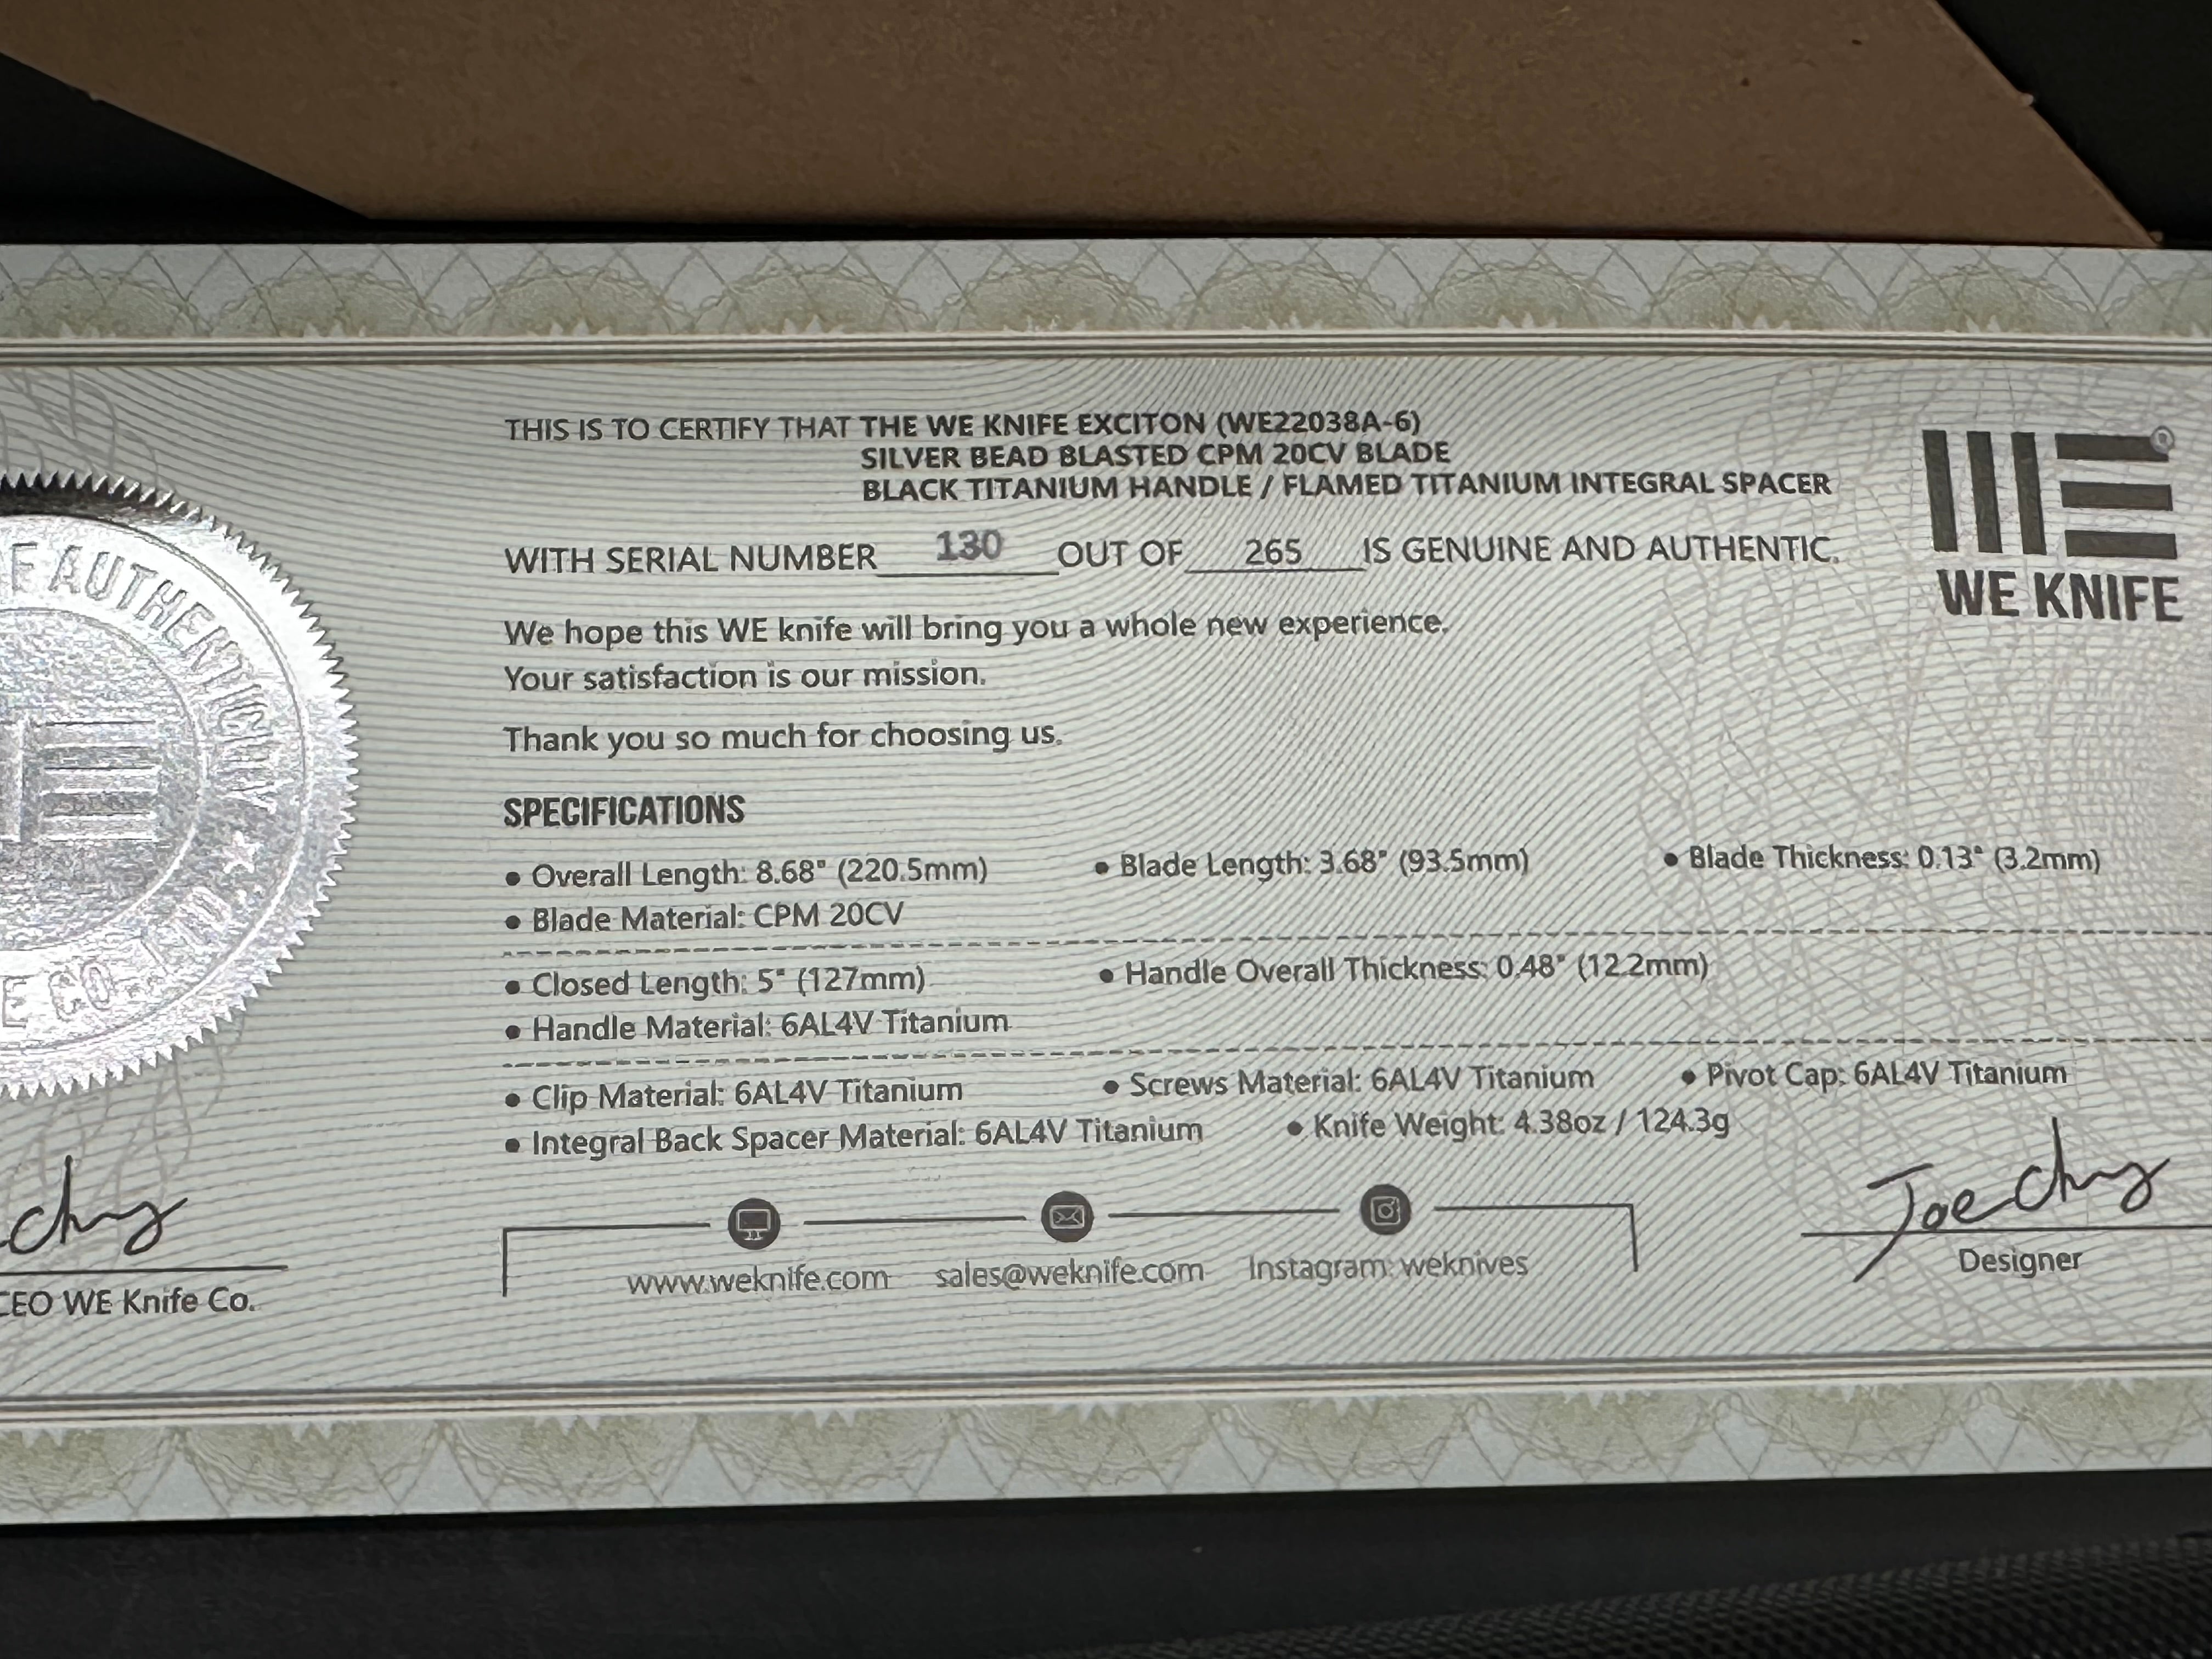 THIS IS TO CERTIFY THAT THE WE KNIFE EXCITON (WE22038A-6)
SILVER BEAD BLASTED CPM 20CV BLADE
BLACK TITANIUM HANDLE / FLAMED TITANIUM INTEGRAL SPACER
WITH SERIAL NUMBER 130 OUT OF 265 IS GENUINE AND AUTHENTIC.
WE KNIFE
We hope this WE knife will bring you a whole new experience.
Your satisfaction is our mission.
Thank you so much for choosing us.
SPECIFICATIONS
• Overall Length: 8.68" (220.5mm) • Blade Length: 3.68" (93.5mm) • Blade Thickness: 0.13" (3.2mm)
• Blade Material: CPM 20CV
• Closed Length: 5" (127mm) • Handle Overall Thickness: 0.48" (12.2mm)
• Handle Material: 6AL4V Titanium
• Clip Material: 6AL4V Titanium • Screws Material: 6AL4V Titanium • Pivot Cap: 6AL4V Titanium
• Integral Back Spacer Material: 6AL4V Titanium • Knife Weight: 4.38oz / 124.3g
www.weknife.com sales@weknife.com Instagram: weknives
CEO WE Knife Co.
Designer
AUTHENTICITY
CO., LTD